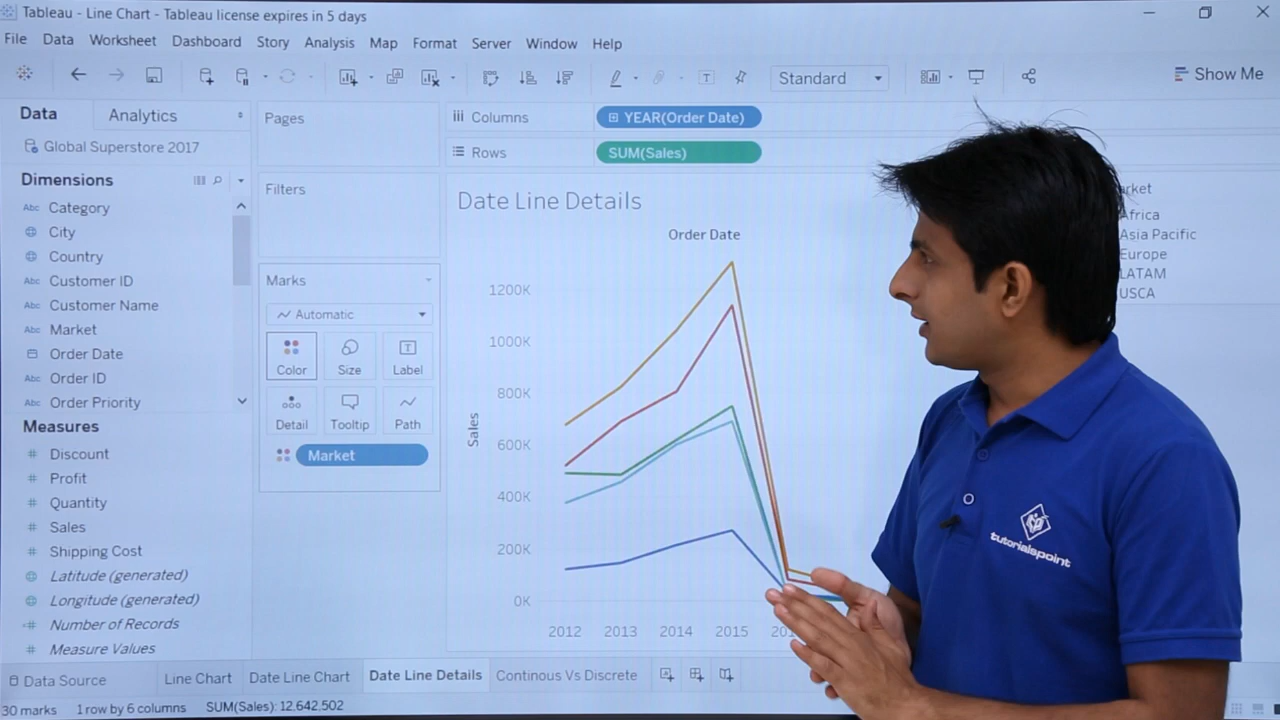 Tableau - Line Chart - Tableau license expires in 5 days
File Data Worksheet Dashboard Story Analysis Map Format Server Window Help
Standard
Show Me
Data Analytics
Global Superstore 2017
Dimensions
Abc Category
City
Country
Abc Customer ID
Abc Customer Name
Abc Market
Order Date
Abc Order ID
Abc Order Priority
Measures
# Discount
# Profit
# Quantity
# Sales
# Shipping Cost
Latitude (generated)
Longitude (generated)
# Number of Records
# Measure Values
Pages
Filters
Marks
Automatic
Color Size Label
Detail Tooltip Path
Market
Columns YEAR(Order Date)
Rows SUM(Sales)
Date Line Details
Order Date
1200K
1000K
800K
600K
400K
200K
0K
Sales
2012 2013 2014 2015
Africa
Asia Pacific
Europe
LATAM
USCA
tutorialspoint
Data Source Line Chart Date Line Chart Date Line Details Continous Vs Discrete
30 marks 1 row by 6 columns SUM(Sales): 12.642.502